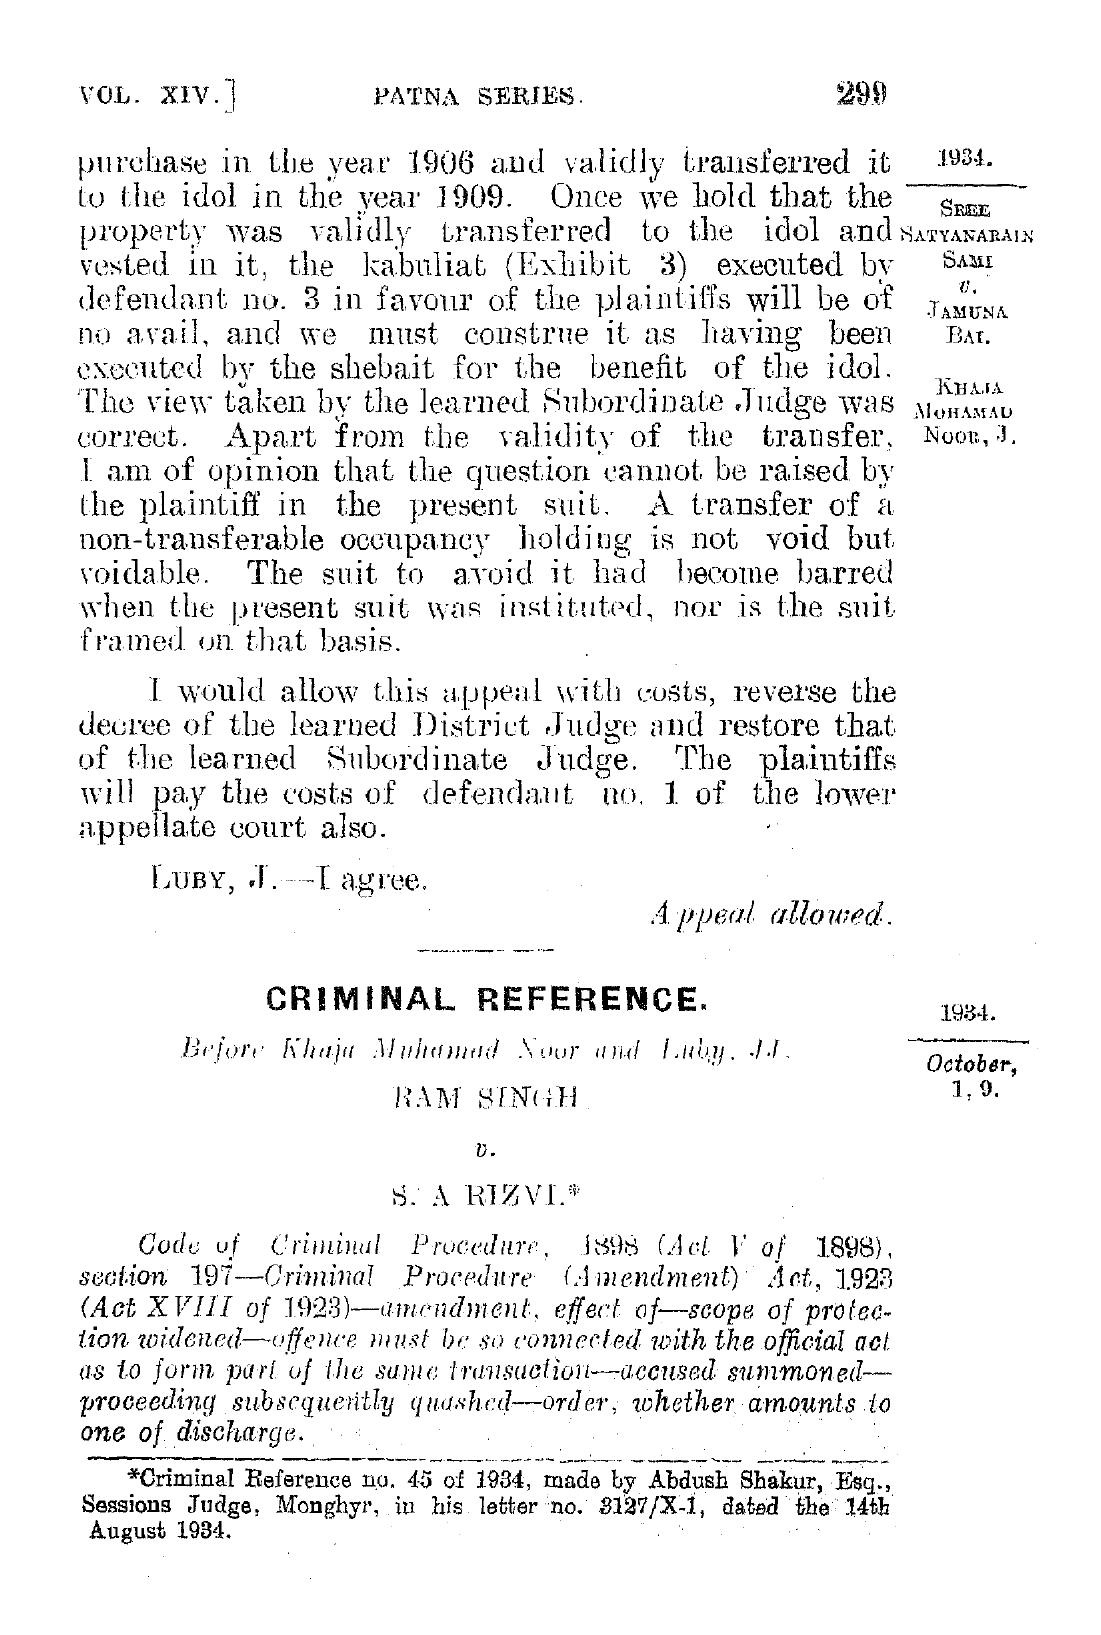 VOL. XIV.] PATNA SERIES. 299
purchase in the year 1906 and validly transferred it
to the idol in the year 1909. Once we hold that the
property was validly transferred to the idol and
vested in it, the kabuliat (Exhibit 3) executed by
defendant no. 3 in favour of the plaintiffs will be of
no avail, and we must construe it as having been
executed by the shebait for the benefit of the idol.
The view taken by the learned Subordinate Judge was
correct. Apart from the validity of the transfer,
I am of opinion that the question cannot be raised by
the plaintiff in the present suit. A transfer of a
non-transferable occupancy holding is not void but
voidable. The suit to avoid it had become barred
when the present suit was instituted, nor is the suit
framed on that basis.
1934.
SREE
SATYANARAIN
SAMI
v.
JAMUNA
BAI.
KHAJA
MOHAMAD
NOOR, J.
I would allow this appeal with costs, reverse the
decree of the learned District Judge and restore that
of the learned Subordinate Judge. The plaintiffs
will pay the costs of defendant no. 1 of the lower
appellate court also.
LUBY, J.—I agree.
Appeal allowed.
CRIMINAL REFERENCE.
Before Khaja Muhamad Noor and Luby, JJ.
RAM SINGH
v.
S. A RIZVI.*
1934.
October,
1, 9.
Code of Criminal Procedure, 1898 (Act V of 1898),
section 197—Criminal Procedure (Amendment) Act, 1923
(Act XVIII of 1923)—amendment, effect of—scope of protec-
tion widened—offence must be so connected with the official act
as to form part of the same transaction—accused summoned—
proceeding subsequently quashed—order, whether amounts to
one of discharge.
*Criminal Reference no. 45 of 1934, made by Abdush Shakur, Esq.,
Sessions Judge, Monghyr, in his letter no. 3127/X-1, dated the 14th
August 1934.